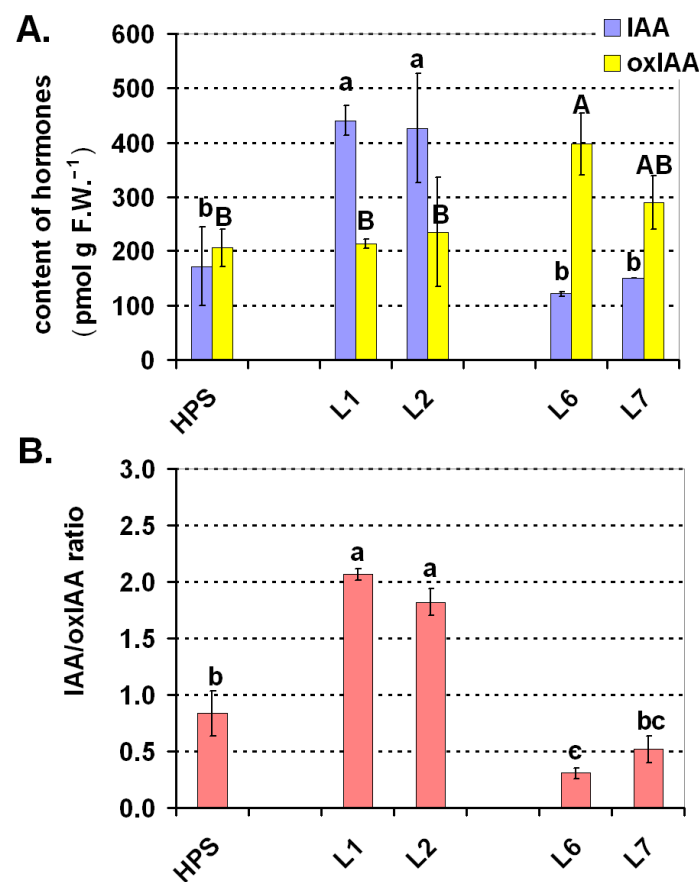 A.
IAA
oxIAA
content of hormones
(pmol g F.W.⁻¹)
600
500
400
300
200
100
0
b
B
a
B
a
B
b
A
b
AB
HPS
L1
L2
L6
L7
B.
IAA/oxIAA ratio
3.0
2.5
2.0
1.5
1.0
0.5
0.0
b
a
a
c
bc
HPS
L1
L2
L6
L7